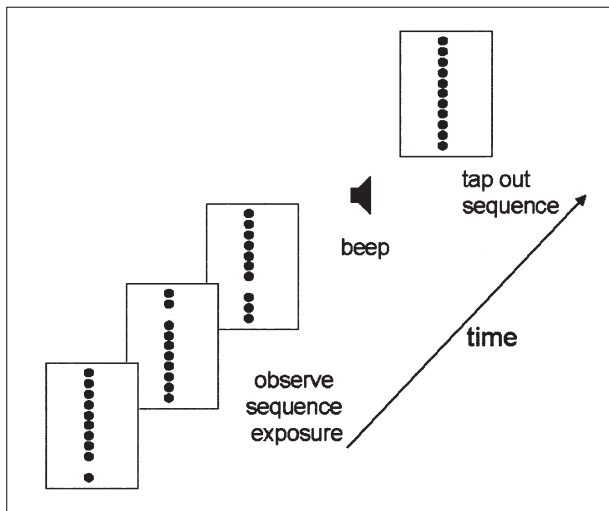 tap out
sequence
beep
time
observe
sequence
exposure